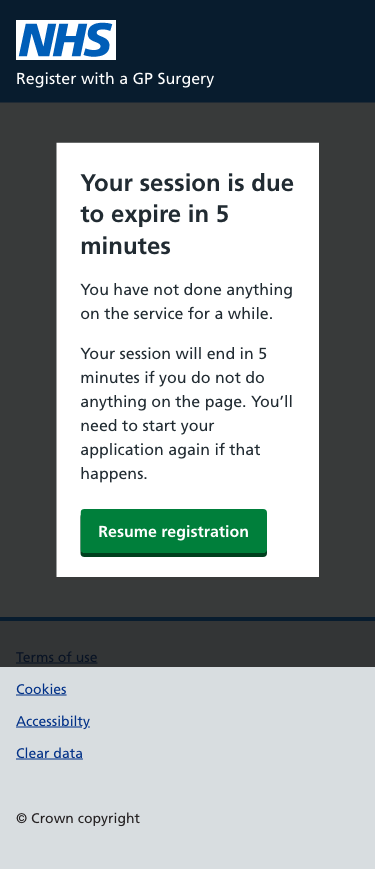 NHS
Register with a GP Surgery
Your session is due
to expire in 5
minutes
You have not done anything
on the service for a while.
Your session will end in 5
minutes if you do not do
anything on the page. You’ll
need to start your
application again if that
happens.
Resume registration
Terms of use
Cookies
Accessibilty
Clear data
© Crown copyright